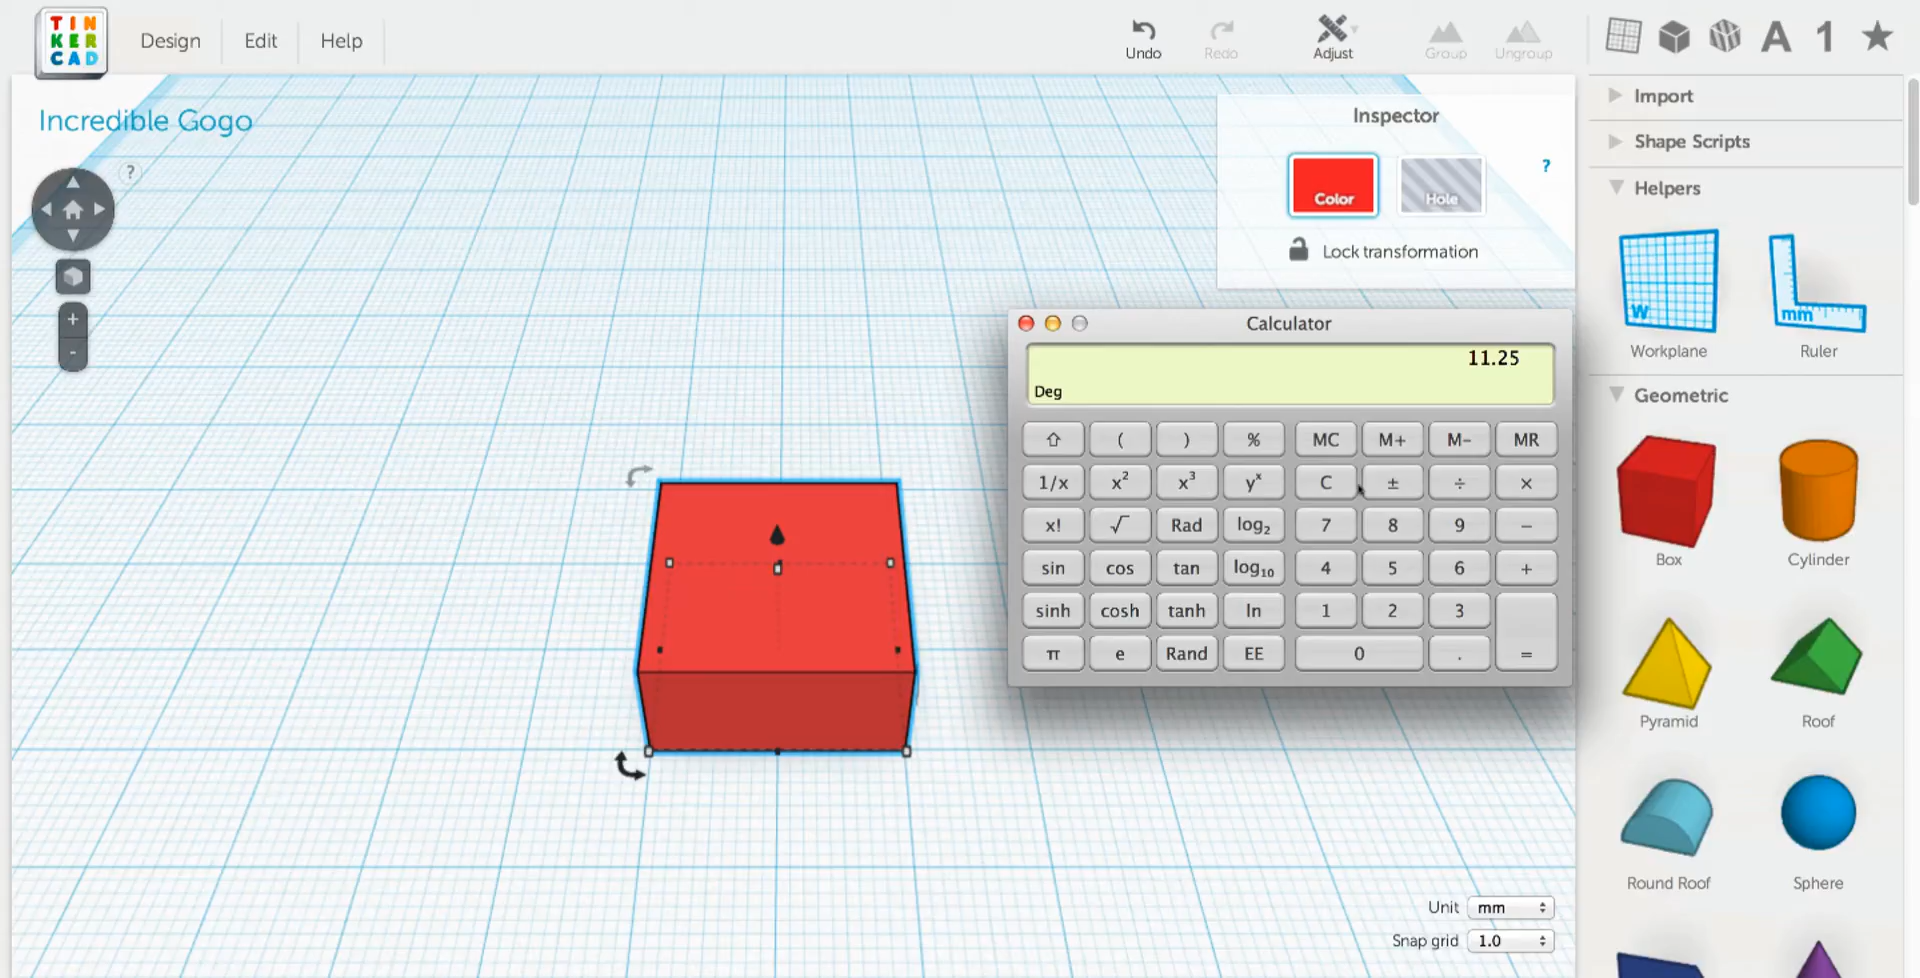 TIN
KER
CAD
Design
Edit
Help
Undo
Redo
Adjust
Group
Ungroup
A
1
Incredible Gogo
?
+
-
Inspector
Color
Hole
?
Lock transformation
Calculator
11.25
Deg
⇧ ( ) % MC M+ M- MR
1/x x² x³ yˣ C ± ÷ ×
x! √ Rad log₂ 7 8 9 −
sin cos tan log₁₀ 4 5 6 +
sinh cosh tanh ln 1 2 3
π e Rand EE 0 . =
Unit mm
Snap grid 1.0
Import
Shape Scripts
Helpers
W
mm
Workplane
Ruler
Geometric
Box
Cylinder
Pyramid
Roof
Round Roof
Sphere